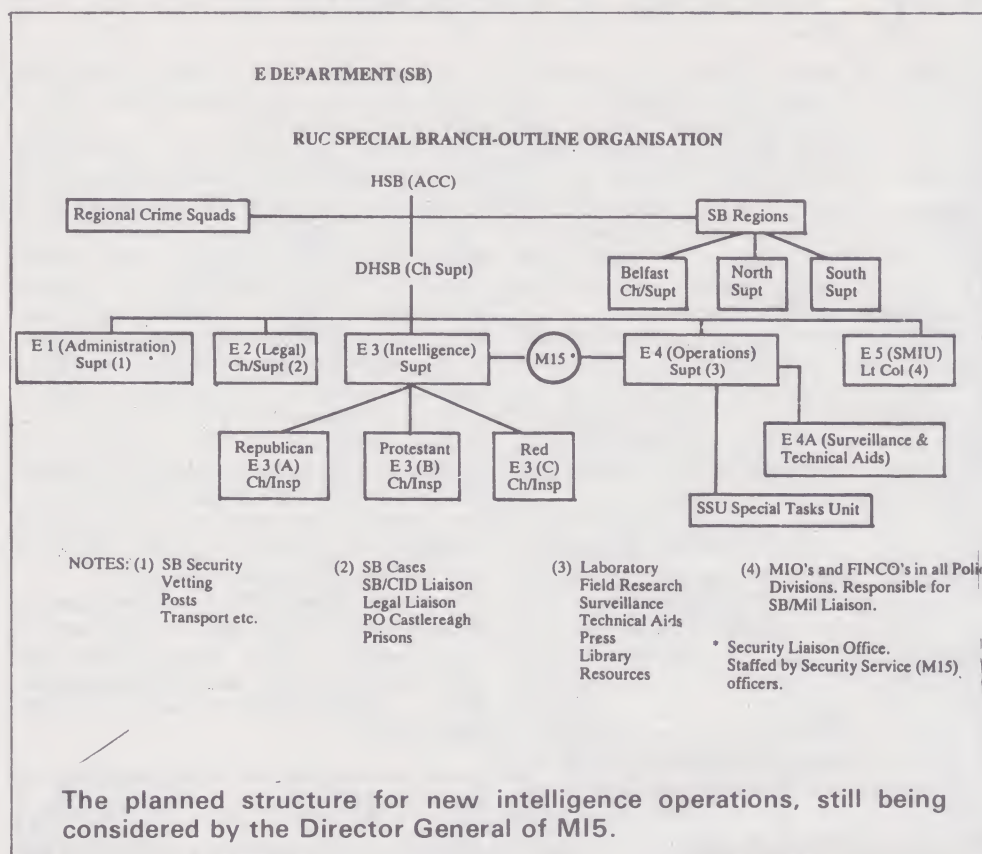 E DEPARTMENT (SB)
RUC SPECIAL BRANCH-OUTLINE ORGANISATION
HSB (ACC)
Regional Crime Squads
SB Regions
DHSB (Ch Supt)
Belfast
Ch/Supt
North
Supt
South
Supt
E 1 (Administration)
Supt (1)
E 2 (Legal)
Ch/Supt (2)
E 3 (Intelligence)
Supt
M15 *
E 4 (Operations)
Supt (3)
E 5 (SMIU)
Lt Col (4)
Republican
E 3 (A)
Ch/Insp
Protestant
E 3 (B)
Ch/Insp
Red
E 3 (C)
Ch/Insp
E 4A (Surveillance &
Technical Aids)
SSU Special Tasks Unit
NOTES: (1) SB Security
Vetting
Posts
Transport etc.
(2) SB Cases
SB/CID Liaison
Legal Liaison
PO Castlereagh
Prisons
(3) Laboratory
Field Research
Surveillance
Technical Aids
Press
Library
Resources
(4) MIO's and FINCO's in all Polic
Divisions. Responsible for
SB/Mil Liaison.
* Security Liaison Office.
Staffed by Security Service (M15)
officers.
The planned structure for new intelligence operations, still being
considered by the Director General of MI5.